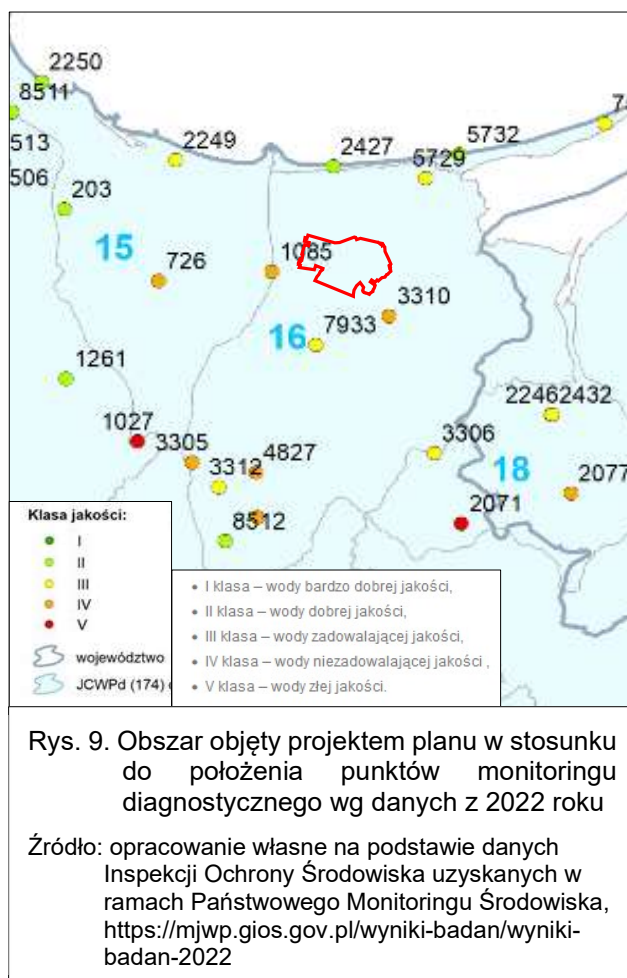 2250
8511
513
2249
2427
5732
5729
506
203
15
726
1085
3310
16
7933
1261
1027
3305
3312
4827
3306
22462432
18
2077
2071
8512
Klasa jakości:
I
II
III
IV
V
województwo
JCWPd (174)
• I klasa – wody bardzo dobrej jakości,
• II klasa – wody dobrej jakości,
• III klasa – wody zadowalającej jakości,
• IV klasa – wody niezadowalającej jakości ,
• V klasa – wody złej jakości.
Rys. 9. Obszar objęty projektem planu w stosunku
do położenia punktów monitoringu
diagnostycznego wg danych z 2022 roku
Źródło: opracowanie własne na podstawie danych
Inspekcji Ochrony Środowiska uzyskanych w
ramach Państwowego Monitoringu Środowiska,
https://mjwp.gios.gov.pl/wyniki-badan/wyniki-
badan-2022